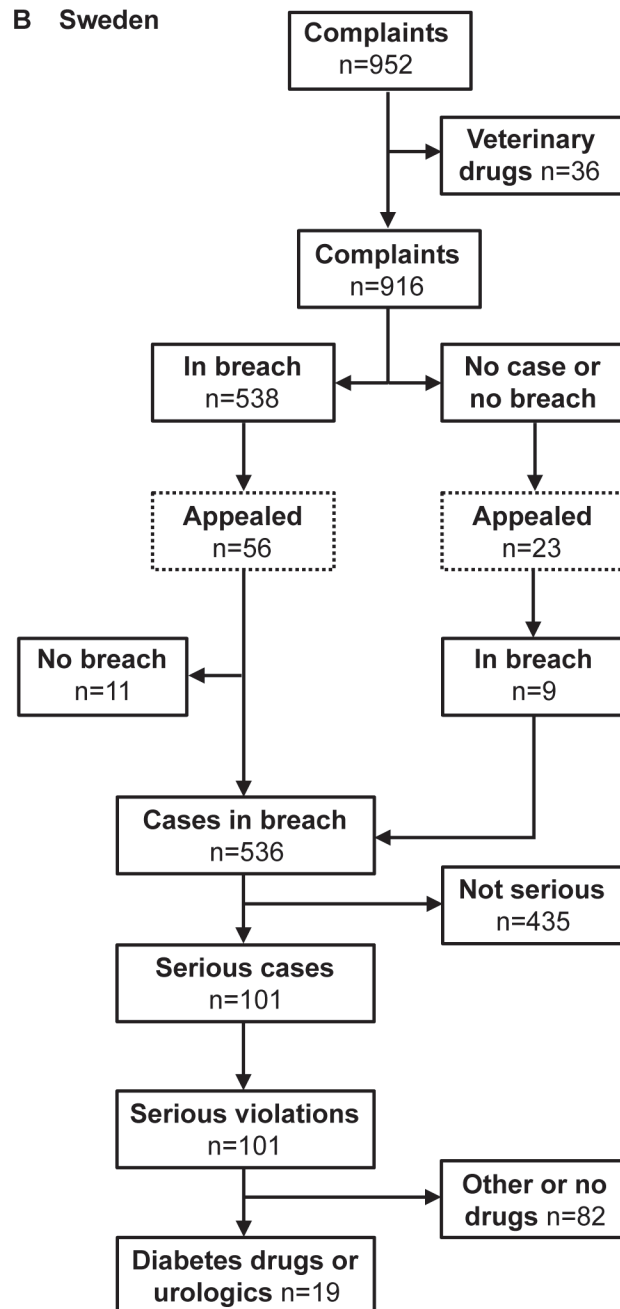 B Sweden
Complaints
n=952
Veterinary
drugs n=36
Complaints
n=916
In breach
n=538
No case or
no breach
Appealed
n=56
Appealed
n=23
No breach
n=11
In breach
n=9
Cases in breach
n=536
Not serious
n=435
Serious cases
n=101
Serious violations
n=101
Other or no
drugs n=82
Diabetes drugs or
urologics n=19